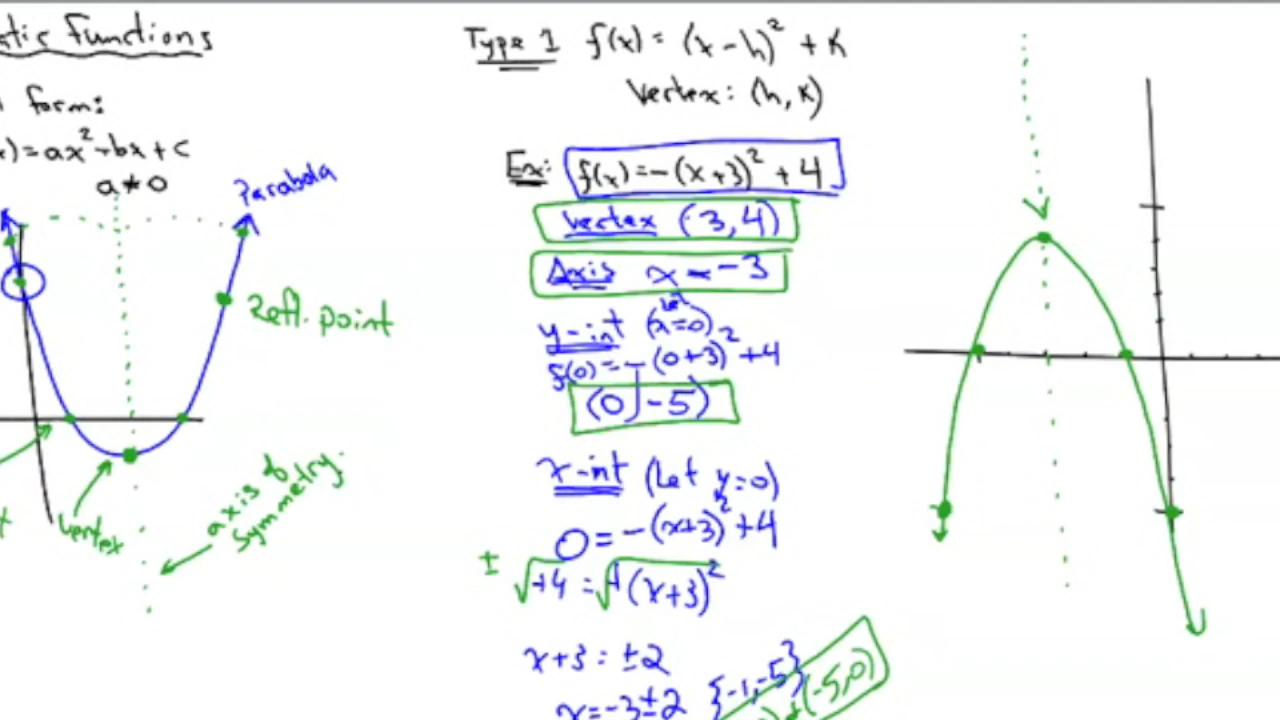 tic Functions
form:
x)=ax²+bx+c
a≠0
Parabola
Refl. point
vertex
axis of
symmetry.
Type 1 f(x) = (x-h)² + K
Vertex: (h, K)
Ex: f(x)=-(x+3)² + 4
Vertex (-3,4)
Axis x = -3
y-int (let x=0)
f(0)=-(0+3)²+4
(0,-5)
x-int (Let y=0)
0=-(x+3)²+4
± √+4 = √+(x+3)²
x+3 = ±2
x=-3±2 {-1,-5}
(-5,0)